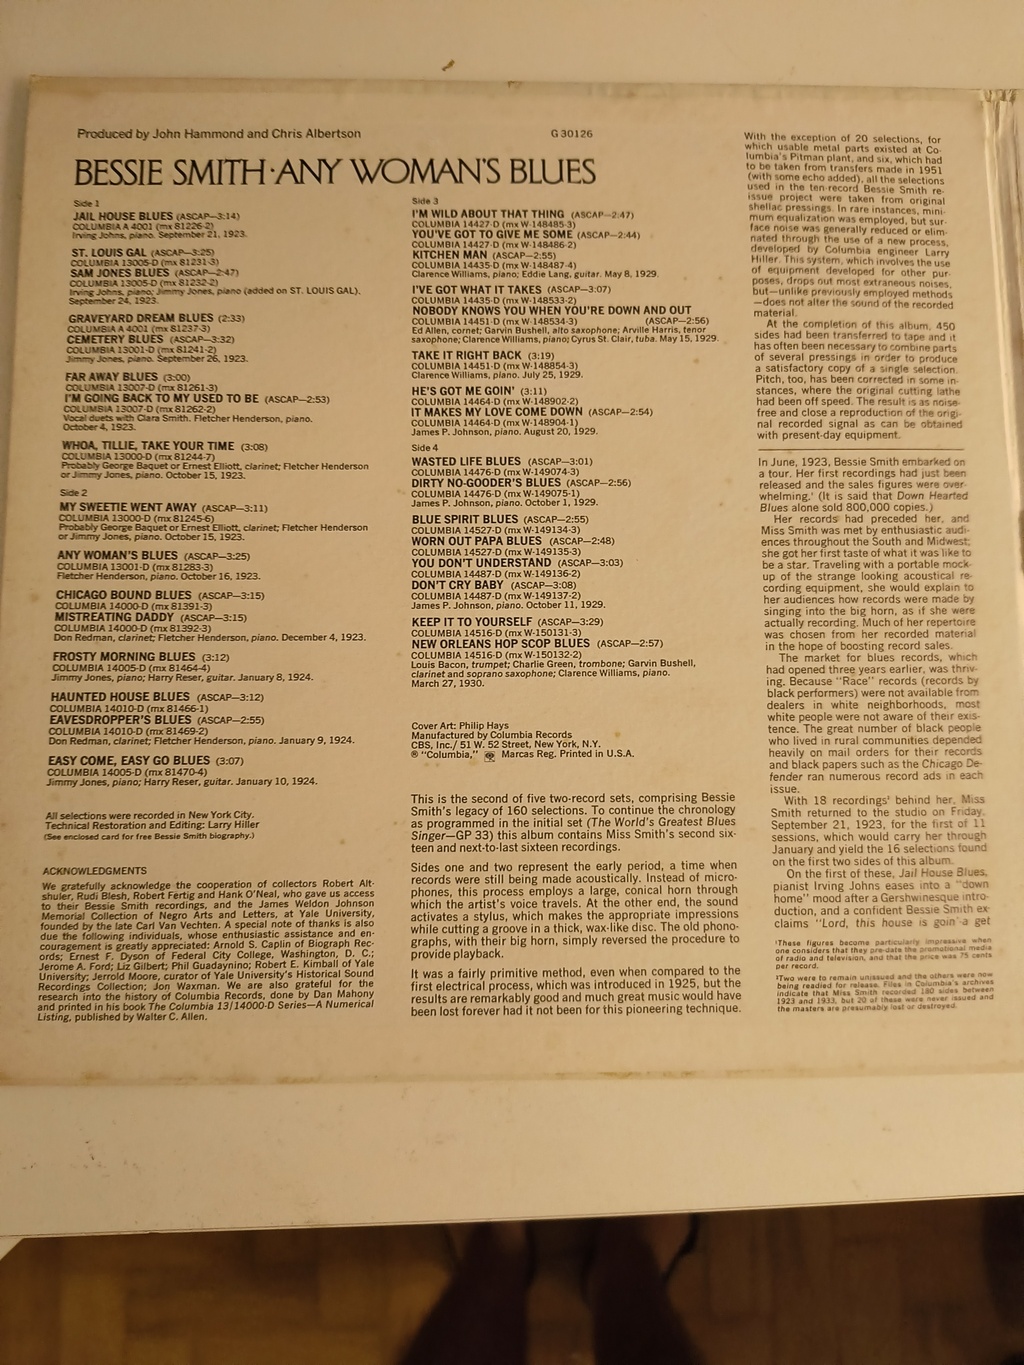 Produced by John Hammond and Chris Albertson
G 30126
BESSIE SMITH·ANY WOMAN'S BLUES
Side 1
JAIL HOUSE BLUES (ASCAP—3:14)
COLUMBIA A 4001 (mx 81226-2)
Irving Johns, piano. September 21, 1923.
ST. LOUIS GAL (ASCAP—3:25)
COLUMBIA 13005-D (mx 81231-3)
SAM JONES BLUES (ASCAP—2:47)
COLUMBIA 13005-D (mx 81232-2)
Irving Johns, piano; Jimmy Jones, piano (added on ST. LOUIS GAL).
September 24, 1923.
GRAVEYARD DREAM BLUES (2:33)
COLUMBIA A 4001 (mx 81237-3)
CEMETERY BLUES (ASCAP—3:32)
COLUMBIA 13001-D (mx 81241-2)
Jimmy Jones, piano. September 26, 1923.
FAR AWAY BLUES (3:00)
COLUMBIA 13007-D (mx 81261-3)
I'M GOING BACK TO MY USED TO BE (ASCAP—2:53)
COLUMBIA 13007-D (mx 81262-2)
Vocal duets with Clara Smith. Fletcher Henderson, piano.
October 4, 1923.
WHOA, TILLIE, TAKE YOUR TIME (3:08)
COLUMBIA 13000-D (mx 81244-7)
Probably George Baquet or Ernest Elliott, clarinet; Fletcher Henderson
or Jimmy Jones, piano. October 15, 1923.
Side 2
MY SWEETIE WENT AWAY (ASCAP—3:11)
COLUMBIA 13000-D (mx 81245-6)
Probably George Baquet or Ernest Elliott, clarinet; Fletcher Henderson
or Jimmy Jones, piano. October 15, 1923.
ANY WOMAN'S BLUES (ASCAP—3:25)
COLUMBIA 13001-D (mx 81283-3)
Fletcher Henderson, piano. October 16, 1923.
CHICAGO BOUND BLUES (ASCAP—3:15)
COLUMBIA 14000-D (mx 81391-3)
MISTREATING DADDY (ASCAP—3:15)
COLUMBIA 14000-D (mx 81392-3)
Don Redman, clarinet; Fletcher Henderson, piano. December 4, 1923.
FROSTY MORNING BLUES (3:12)
COLUMBIA 14005-D (mx 81464-4)
Jimmy Jones, piano; Harry Reser, guitar. January 8, 1924.
HAUNTED HOUSE BLUES (ASCAP—3:12)
COLUMBIA 14010-D (mx 81466-1)
EAVESDROPPER'S BLUES (ASCAP—2:55)
COLUMBIA 14010-D (mx 81469-2)
Don Redman, clarinet; Fletcher Henderson, piano. January 9, 1924.
EASY COME, EASY GO BLUES (3:07)
COLUMBIA 14005-D (mx 81470-4)
Jimmy Jones, piano; Harry Reser, guitar. January 10, 1924.
All selections were recorded in New York City.
Technical Restoration and Editing: Larry Hiller
(See enclosed card for free Bessie Smith biography.)
ACKNOWLEDGMENTS
We gratefully acknowledge the cooperation of collectors Robert Alt-
shuler, Rudi Blesh, Robert Fertig and Hank O'Neal, who gave us access
to their Bessie Smith recordings, and the James Weldon Johnson
Memorial Collection of Negro Arts and Letters, at Yale University,
founded by the late Carl Van Vechten. A special note of thanks is also
due the following individuals, whose enthusiastic assistance and en-
couragement is greatly appreciated: Arnold S. Caplin of Biograph Rec-
ords; Ernest F. Dyson of Federal City College, Washington, D. C.;
Jerome A. Ford; Liz Gilbert; Phil Guadaynino; Robert E. Kimball of Yale
University; Jerrold Moore, curator of Yale University's Historical Sound
Recordings Collection; Jon Waxman. We are also grateful for the
research into the history of Columbia Records, done by Dan Mahony
and printed in his book The Columbia 13/14000-D Series—A Numerical
Listing, published by Walter C. Allen.
Side 3
I'M WILD ABOUT THAT THING (ASCAP—2:47)
COLUMBIA 14427-D (mx W-148485-3)
YOU'VE GOT TO GIVE ME SOME (ASCAP—2:44)
COLUMBIA 14427-D (mx W-148486-2)
KITCHEN MAN (ASCAP—2:55)
COLUMBIA 14435-D (mx W-148487-4)
Clarence Williams, piano; Eddie Lang, guitar. May 8, 1929.
I'VE GOT WHAT IT TAKES (ASCAP—3:07)
COLUMBIA 14435-D (mx W-148533-2)
NOBODY KNOWS YOU WHEN YOU'RE DOWN AND OUT
COLUMBIA 14451-D (mx W-148534-3) (ASCAP—2:56)
Ed Allen, cornet; Garvin Bushell, alto saxophone; Arville Harris, tenor
saxophone; Clarence Williams, piano; Cyrus St. Clair, tuba. May 15, 1929.
TAKE IT RIGHT BACK (3:19)
COLUMBIA 14451-D (mx W-148854-3)
Clarence Williams, piano. July 25, 1929.
HE'S GOT ME GOIN' (3:11)
COLUMBIA 14464-D (mx W-148902-2)
IT MAKES MY LOVE COME DOWN (ASCAP—2:54)
COLUMBIA 14464-D (mx W-148904-1)
James P. Johnson, piano. August 20, 1929.
Side 4
WASTED LIFE BLUES (ASCAP—3:01)
COLUMBIA 14476-D (mx W-149074-3)
DIRTY NO-GOODER'S BLUES (ASCAP—2:56)
COLUMBIA 14476-D (mx W-149075-1)
James P. Johnson, piano. October 1, 1929.
BLUE SPIRIT BLUES (ASCAP—2:55)
COLUMBIA 14527-D (mx W-149134-3)
WORN OUT PAPA BLUES (ASCAP—2:48)
COLUMBIA 14527-D (mx W-149135-3)
YOU DON'T UNDERSTAND (ASCAP—3:03)
COLUMBIA 14487-D (mx W-149136-2)
DON'T CRY BABY (ASCAP—3:08)
COLUMBIA 14487-D (mx W-149137-2)
James P. Johnson, piano. October 11, 1929.
KEEP IT TO YOURSELF (ASCAP—3:29)
COLUMBIA 14516-D (mx W-150131-3)
NEW ORLEANS HOP SCOP BLUES (ASCAP—2:57)
COLUMBIA 14516-D (mx W-150132-2)
Louis Bacon, trumpet; Charlie Green, trombone; Garvin Bushell,
clarinet and soprano saxophone; Clarence Williams, piano.
March 27, 1930.
Cover Art: Philip Hays
Manufactured by Columbia Records
CBS, Inc./ 51 W. 52 Street, New York, N.Y.
® "Columbia," Marcas Reg. Printed in U.S.A.
This is the second of five two-record sets, comprising Bessie
Smith's legacy of 160 selections. To continue the chronology
as programmed in the initial set (The World's Greatest Blues
Singer—GP 33) this album contains Miss Smith's second six-
teen and next-to-last sixteen recordings.
Sides one and two represent the early period, a time when
records were still being made acoustically. Instead of micro-
phones, this process employs a large, conical horn through
which the artist's voice travels. At the other end, the sound
activates a stylus, which makes the appropriate impressions
while cutting a groove in a thick, wax-like disc. The old phono-
graphs, with their big horn, simply reversed the procedure to
provide playback.
It was a fairly primitive method, even when compared to the
first electrical process, which was introduced in 1925, but the
results are remarkably good and much great music would have
been lost forever had it not been for this pioneering technique.
With the exception of 20 selections, for
which usable metal parts existed at Co-
lumbia's Pitman plant, and six, which had
to be taken from transfers made in 1951
(with some echo added), all the selections
used in the ten-record Bessie Smith re-
issue project were taken from original
shellac pressings. In rare instances, mini-
mum equalization was employed, but sur-
face noise was generally reduced or elim-
inated through the use of a new process,
developed by Columbia engineer Larry
Hiller. This system, which involves the use
of equipment developed for other pur-
poses, drops out most extraneous noises,
but—unlike previously employed methods
—does not alter the sound of the recorded
material.
At the completion of this album, 450
sides had been transferred to tape and it
has often been necessary to combine parts
of several pressings in order to produce
a satisfactory copy of a single selection.
Pitch, too, has been corrected in some in-
stances, where the original cutting lathe
had been off speed. The result is as noise-
free and close a reproduction of the origi-
nal recorded signal as can be obtained
with present-day equipment.
In June, 1923, Bessie Smith embarked on
a tour. Her first recordings had just been
released and the sales figures were over-
whelming.¹ (It is said that Down Hearted
Blues alone sold 800,000 copies.)
Her records had preceded her, and
Miss Smith was met by enthusiastic audi-
ences throughout the South and Midwest;
she got her first taste of what it was like to
be a star. Traveling with a portable mock-
up of the strange looking acoustical re-
cording equipment, she would explain to
her audiences how records were made by
singing into the big horn, as if she were
actually recording. Much of her repertoire
was chosen from her recorded material
in the hope of boosting record sales.
The market for blues records, which
had opened three years earlier, was thriv-
ing. Because "Race" records (records by
black performers) were not available from
dealers in white neighborhoods, most
white people were not aware of their exis-
tence. The great number of black people
who lived in rural communities depended
heavily on mail orders for their records
and black papers such as the Chicago De-
fender ran numerous record ads in each
issue.
With 18 recordings² behind her, Miss
Smith returned to the studio on Friday,
September 21, 1923, for the first of 11
sessions, which would carry her through
January and yield the 16 selections found
on the first two sides of this album.
On the first of these, Jail House Blues,
pianist Irving Johns eases into a "down
home" mood after a Gershwinesque intro-
duction, and a confident Bessie Smith ex-
claims "Lord, this house is goin' a get
¹These figures become particularly impressive when
one considers that they pre-date the promotional media
of radio and television, and that the price was 75 cents
per record.
²Two were to remain unissued and the others were now
being readied for release. Files in Columbia's archives
indicate that Miss Smith recorded 180 sides between
1923 and 1933, but 20 of these were never issued and
the masters are presumably lost or destroyed.